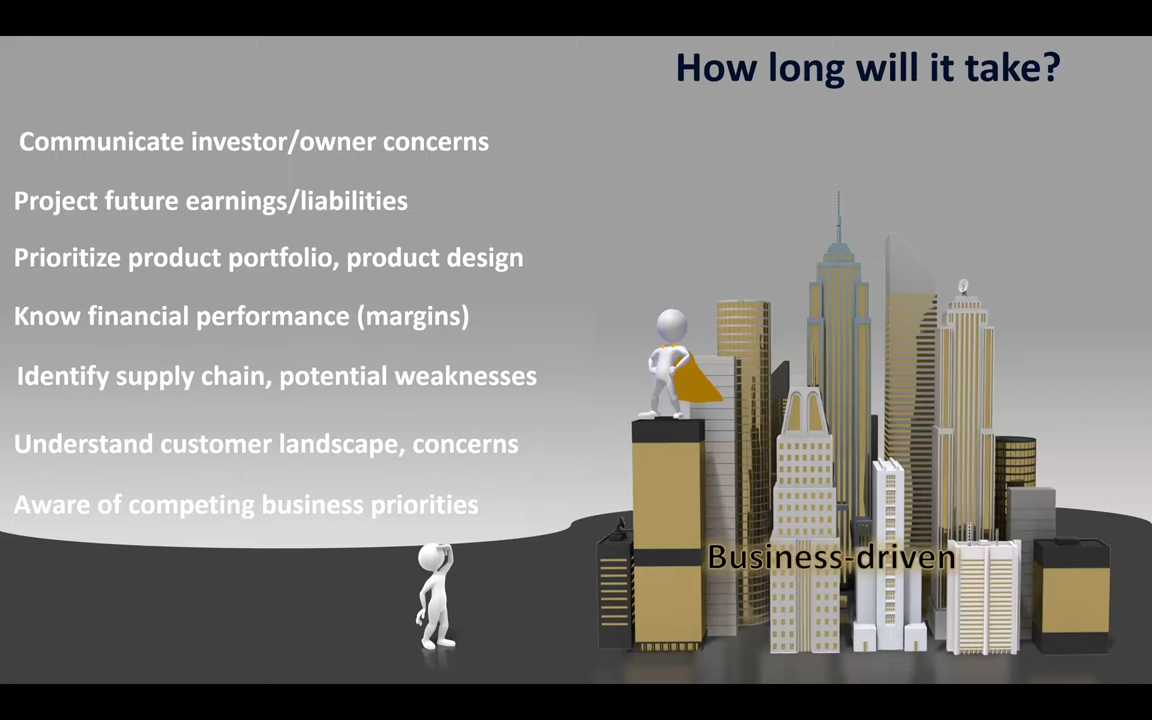 How long will it take?
Communicate investor/owner concerns
Project future earnings/liabilities
Prioritize product portfolio, product design
Know financial performance (margins)
Identify supply chain, potential weaknesses
Understand customer landscape, concerns
Aware of competing business priorities
Business-driven